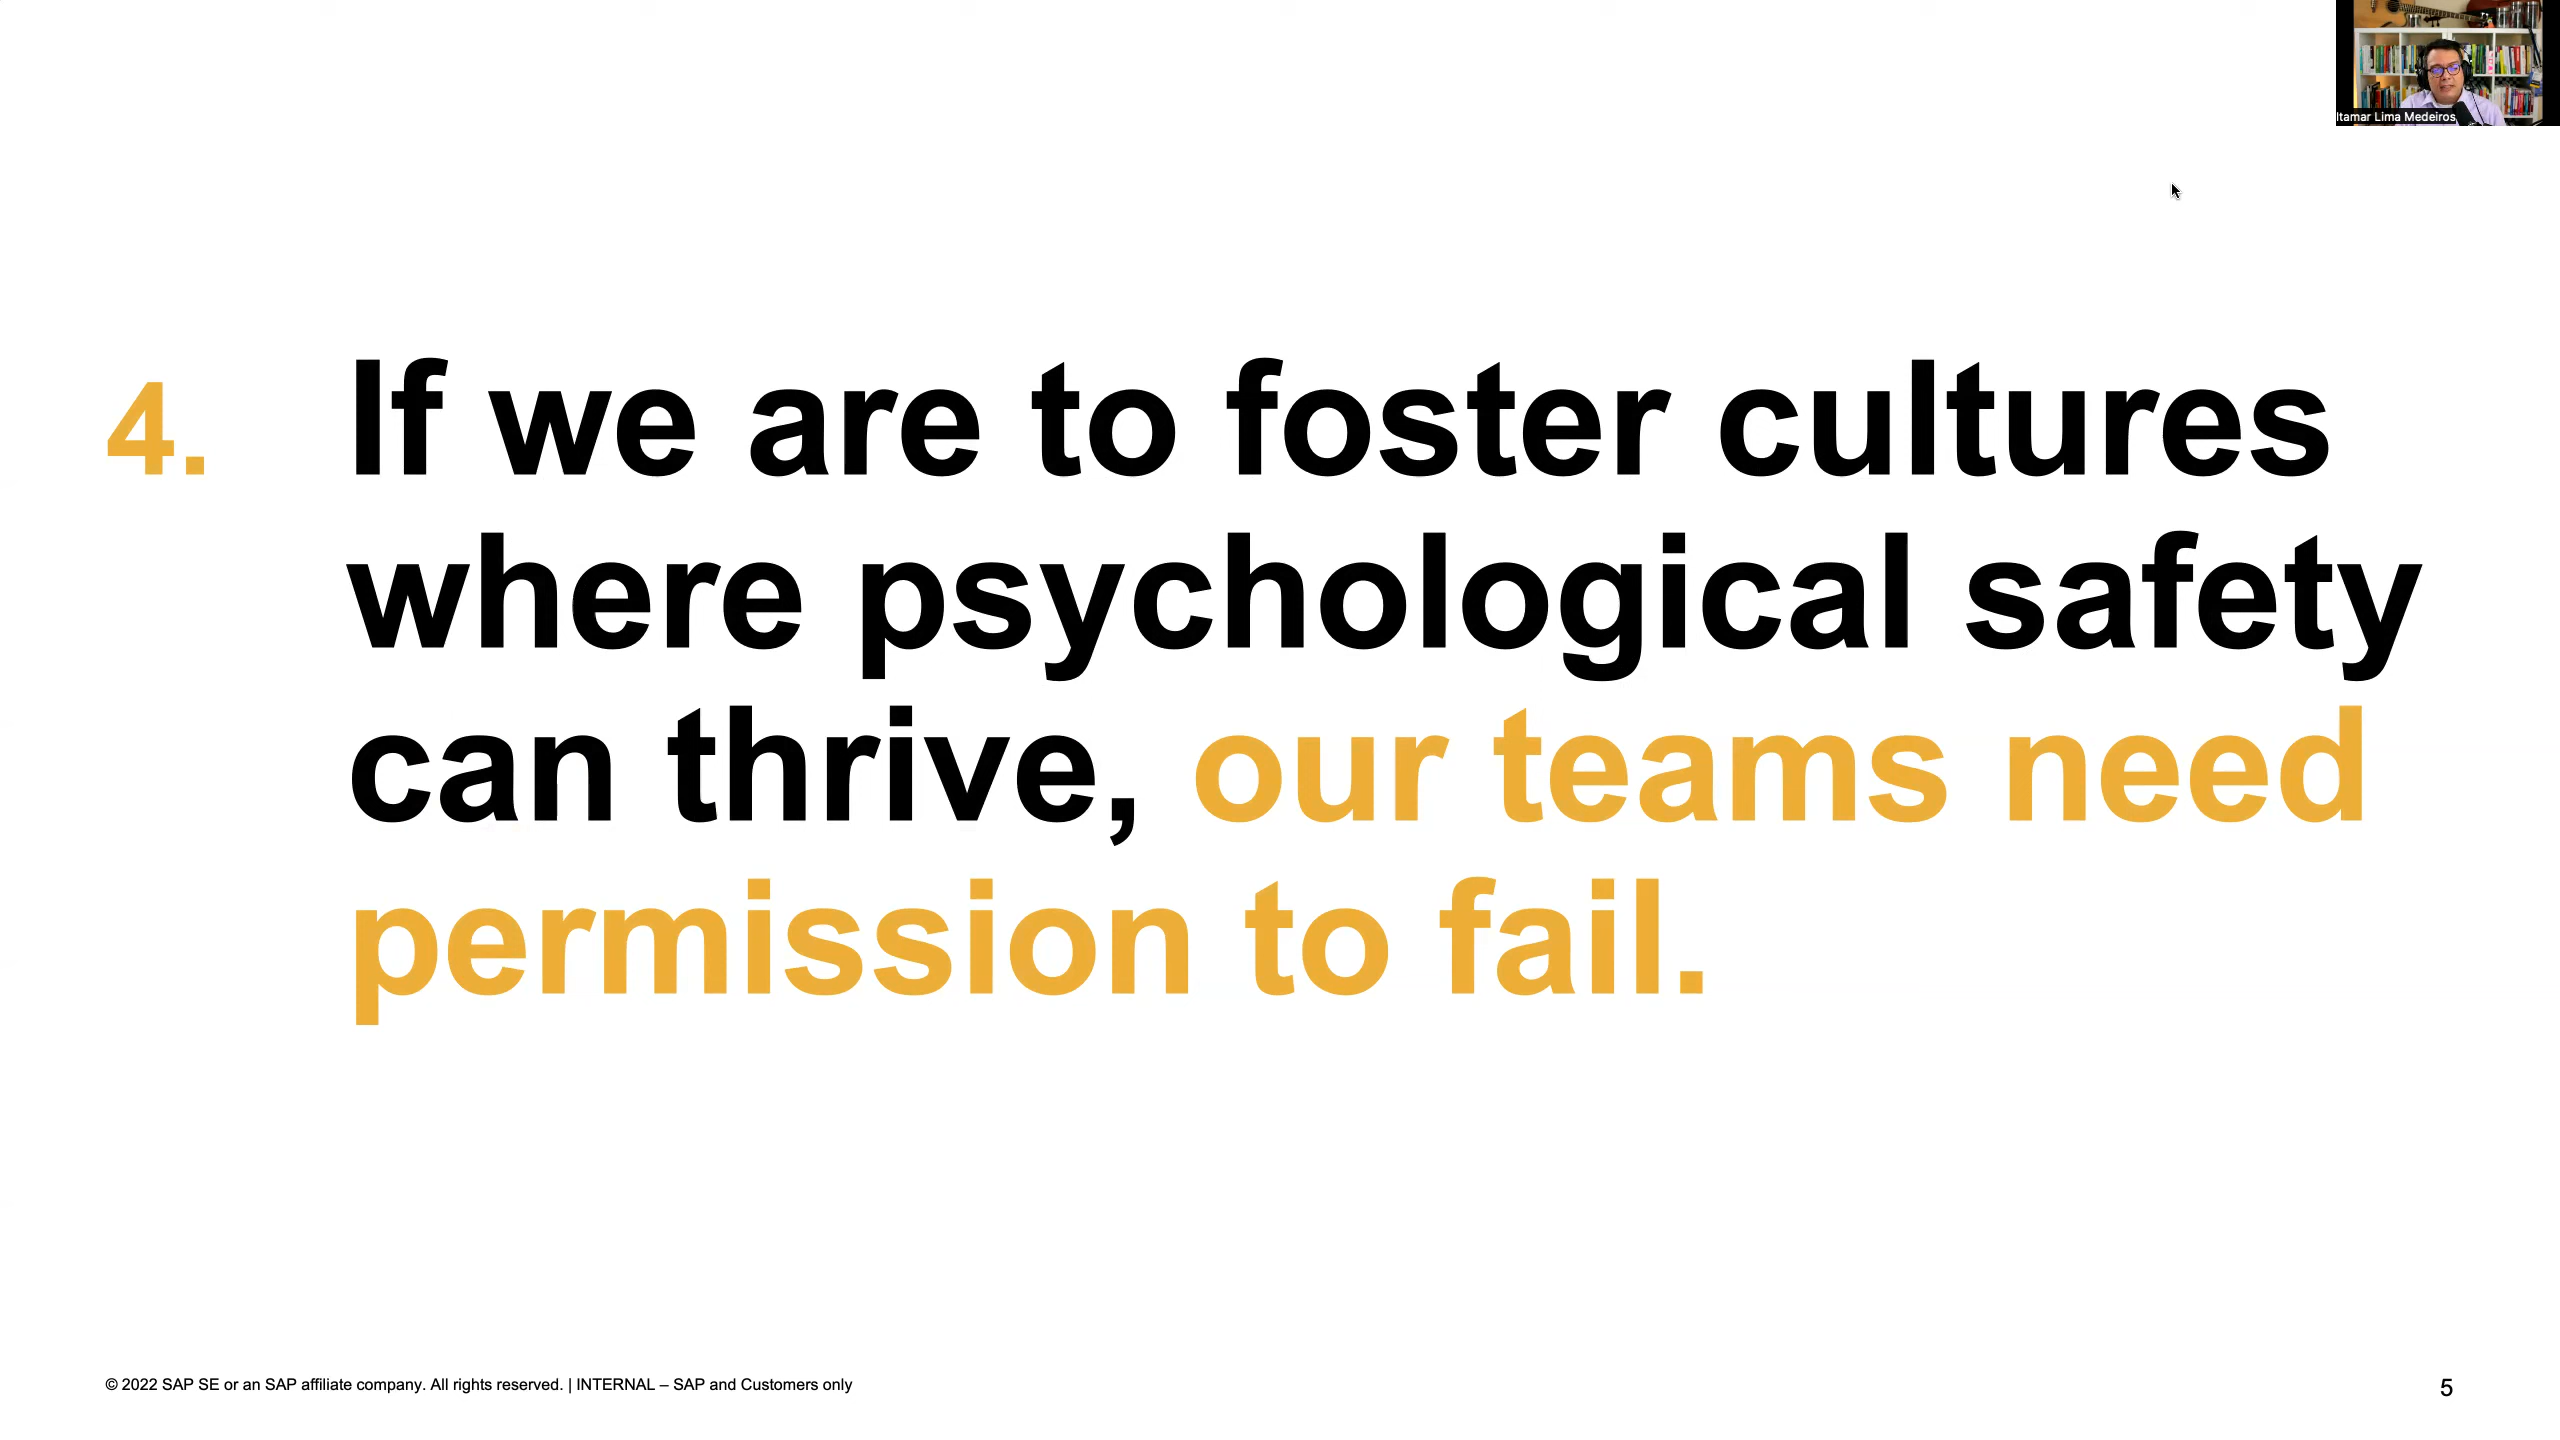 Itamar Lima Medeiros
4. If we are to foster cultures
where psychological safety
can thrive, our teams need
permission to fail.
© 2022 SAP SE or an SAP affiliate company. All rights reserved. | INTERNAL – SAP and Customers only
5